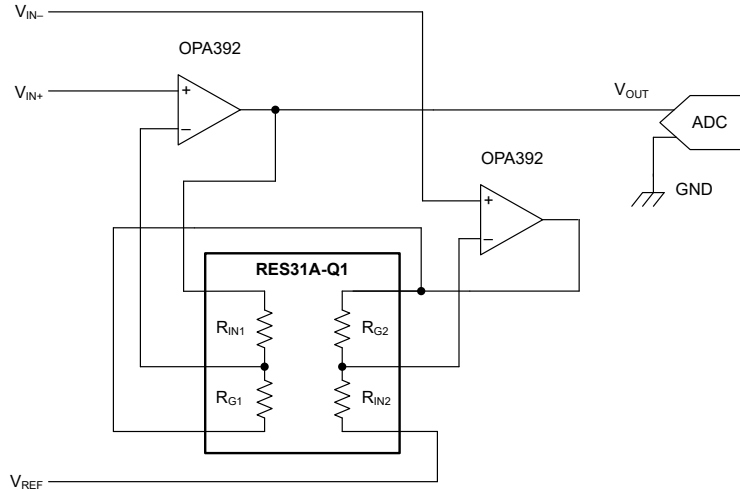 V_IN–
OPA392
V_IN+
V_OUT
ADC
GND
OPA392
RES31A-Q1
R_IN1
R_G2
R_G1
R_IN2
V_REF